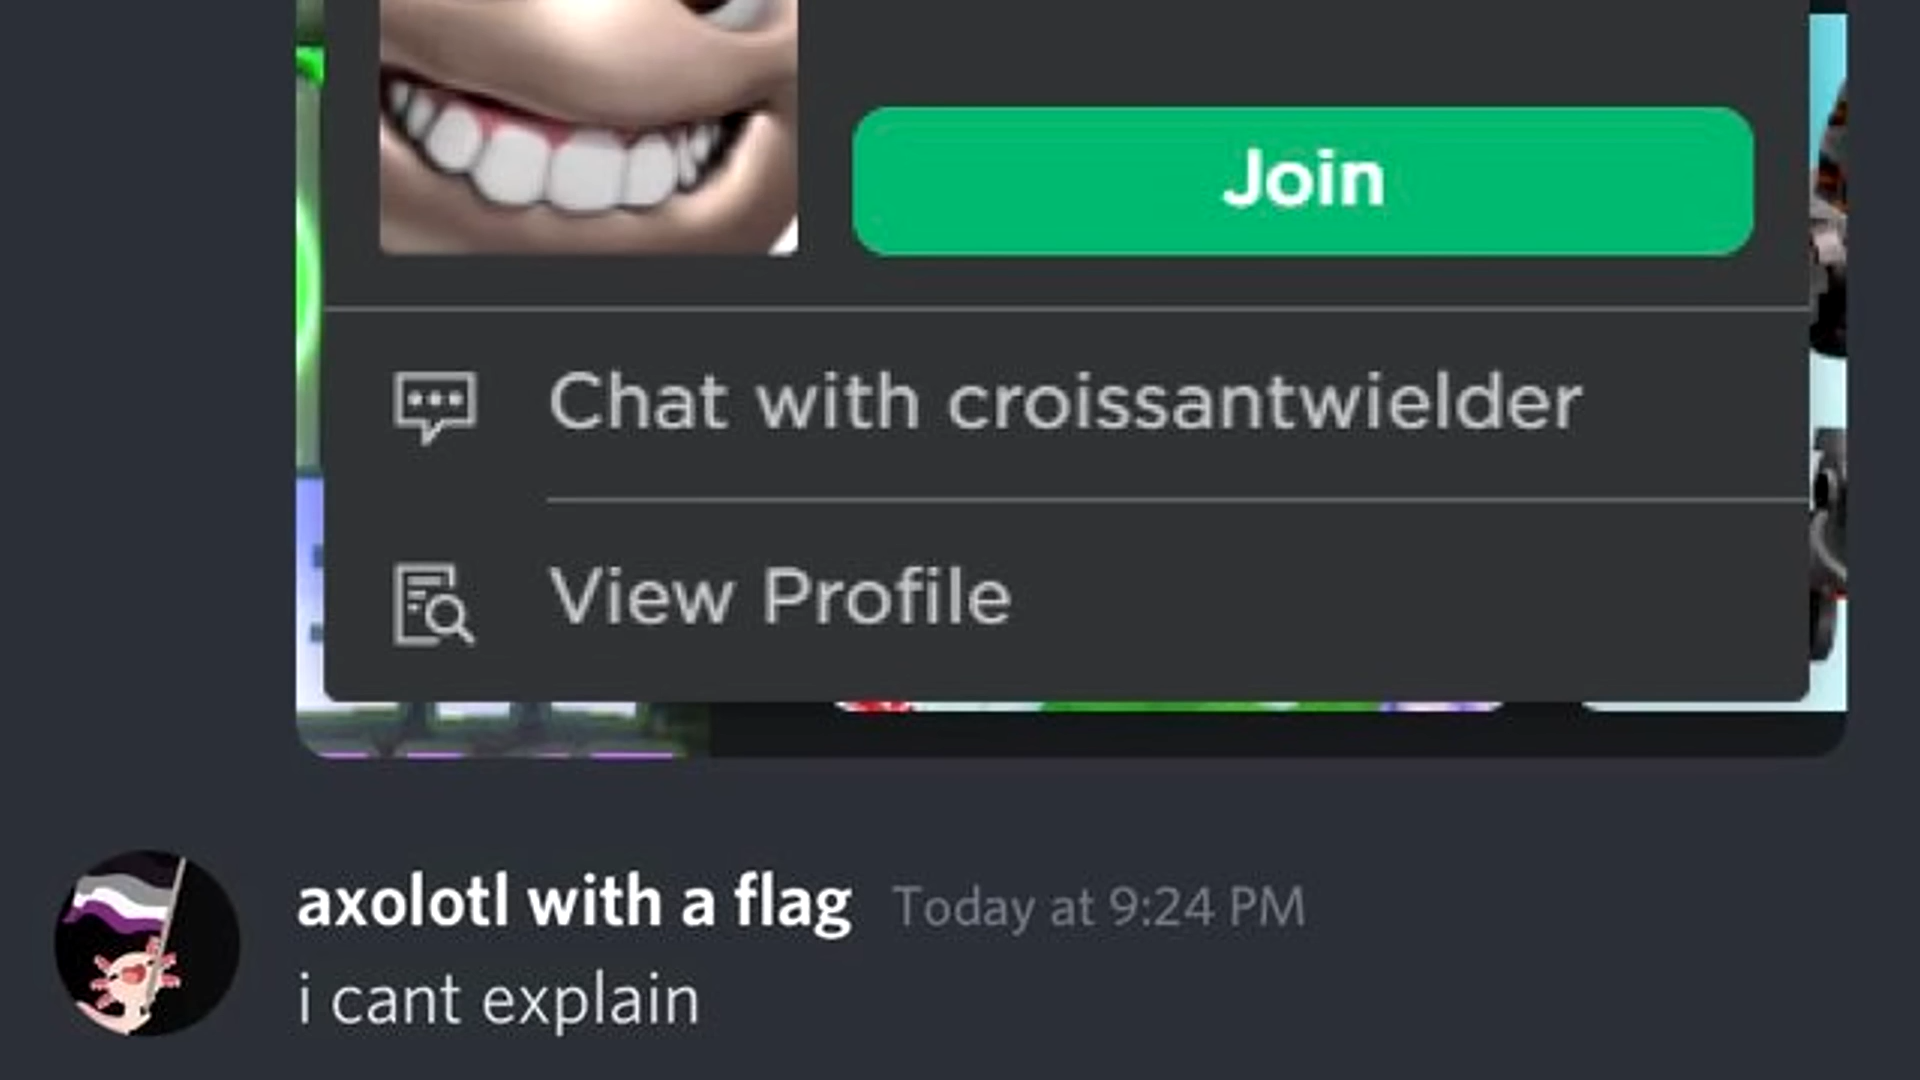 Join
Chat with croissantwielder
View Profile
axolotl with a flag Today at 9:24 PM
i cant explain